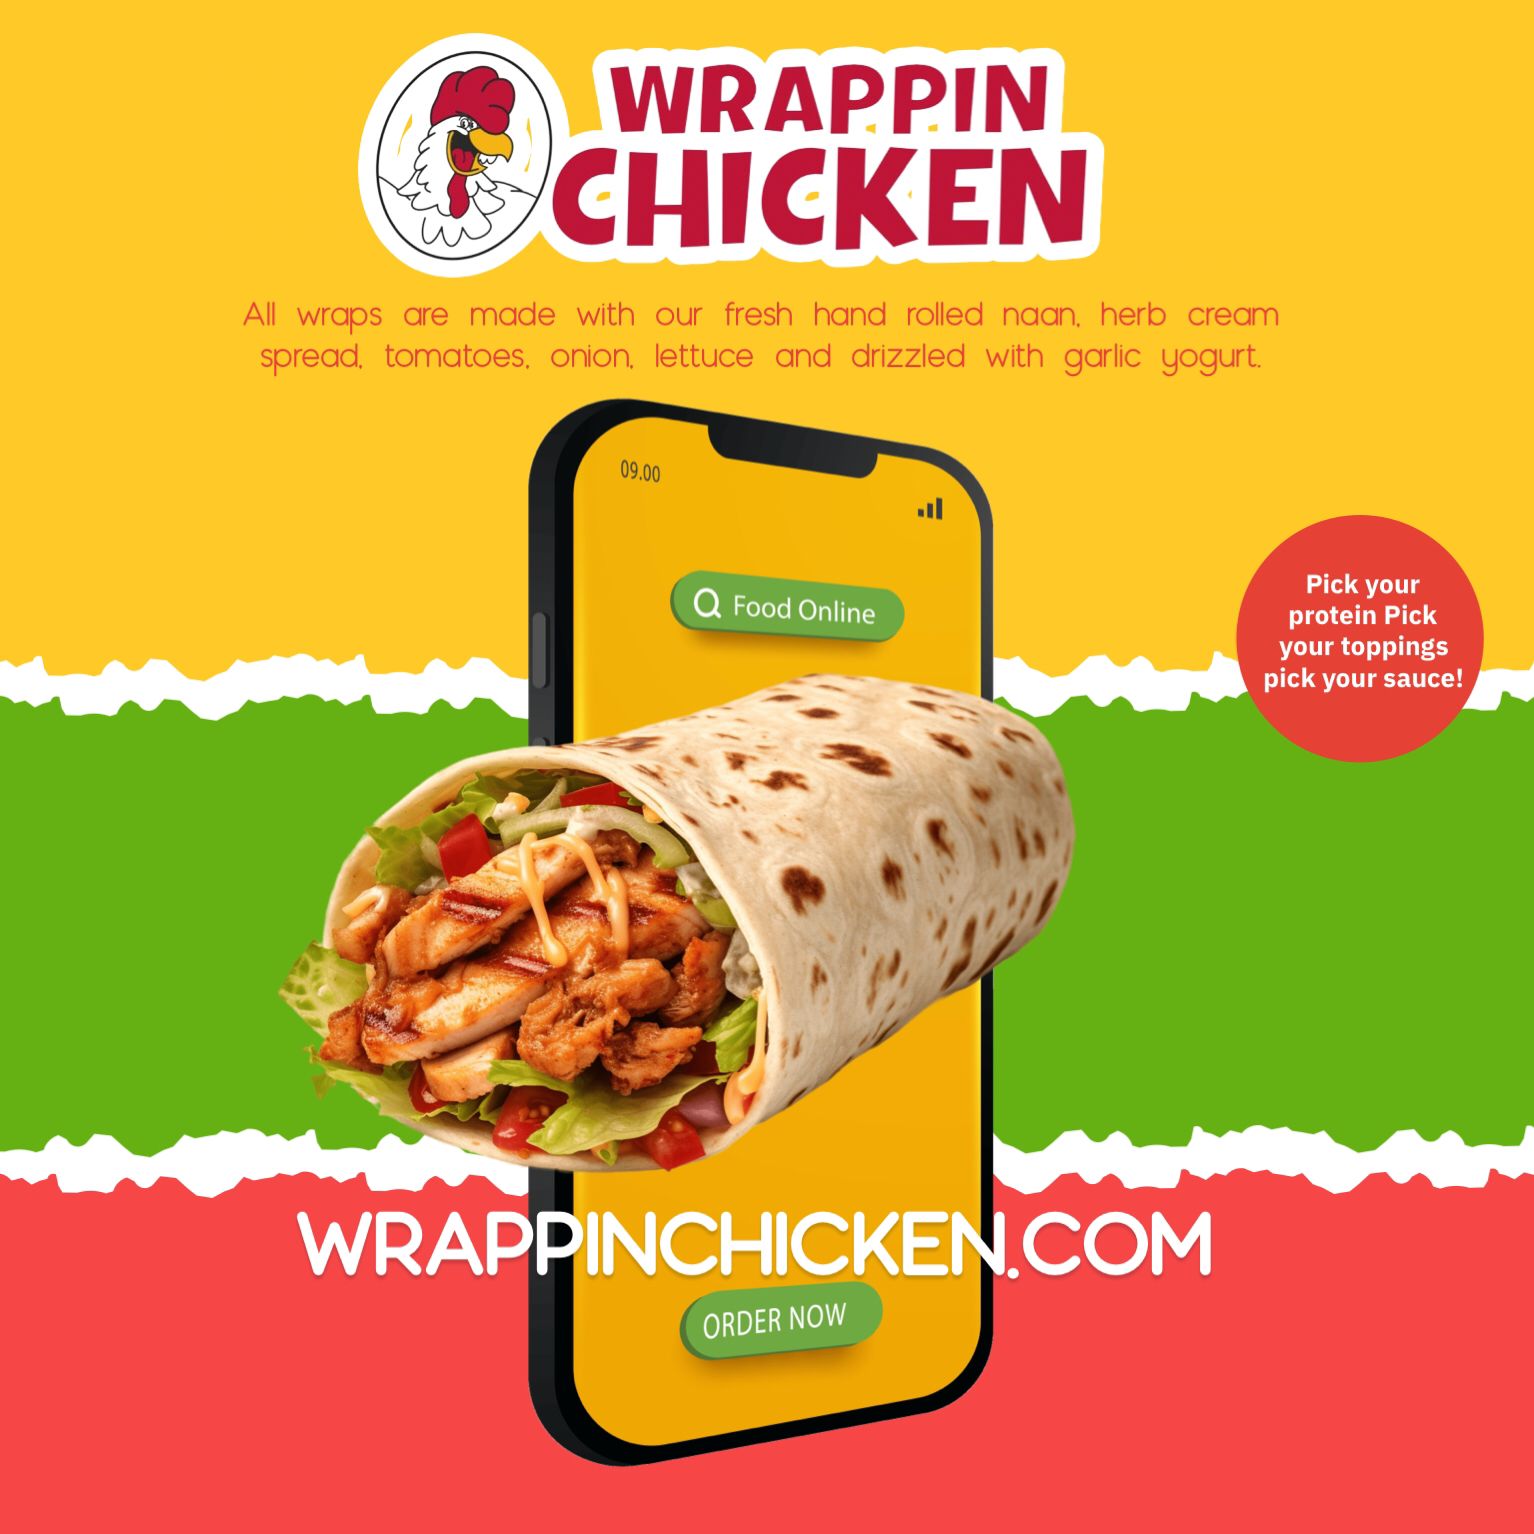 WRAPPIN
CHICKEN
All wraps are made with our fresh hand rolled naan, herb cream
spread, tomatoes, onion, lettuce and drizzled with garlic yogurt.
09.00
Food Online
Pick your
protein Pick
your toppings
pick your sauce!
WRAPPINCHICKEN.COM
ORDER NOW